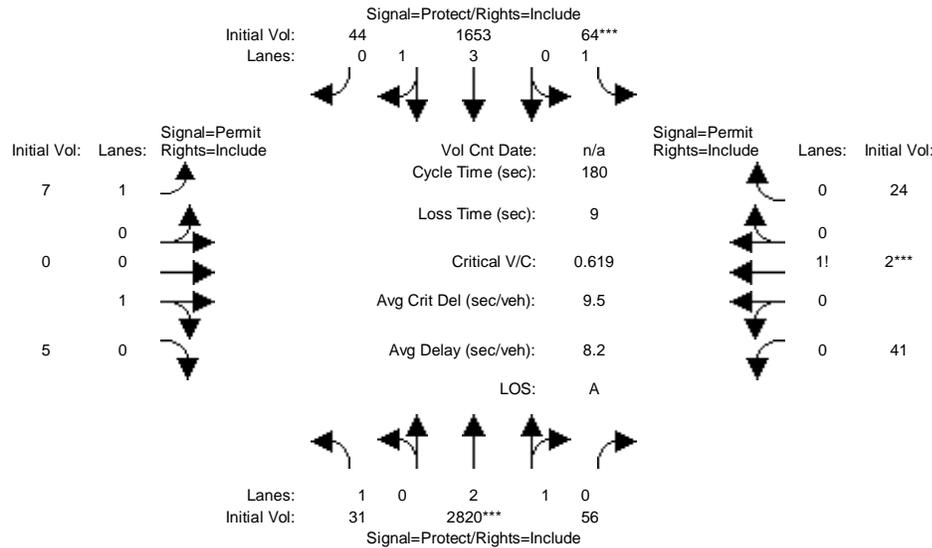 Signal=Protect/Rights=Include
Initial Vol: 44 1653 64***
Lanes: 0 1 3 0 1
Signal=Permit Signal=Permit
Initial Vol: Lanes: Rights=Include Vol Cnt Date: n/a Rights=Include Lanes: Initial Vol:
Cycle Time (sec): 180
7 1 0 24
Loss Time (sec): 9
0 0
0 0 Critical V/C: 0.619 1! 2***
1 Avg Crit Del (sec/veh): 9.5 0
5 0 Avg Delay (sec/veh): 8.2 0 41
LOS: A
Lanes: 1 0 2 1 0
Initial Vol: 31 2820*** 56
Signal=Protect/Rights=Include